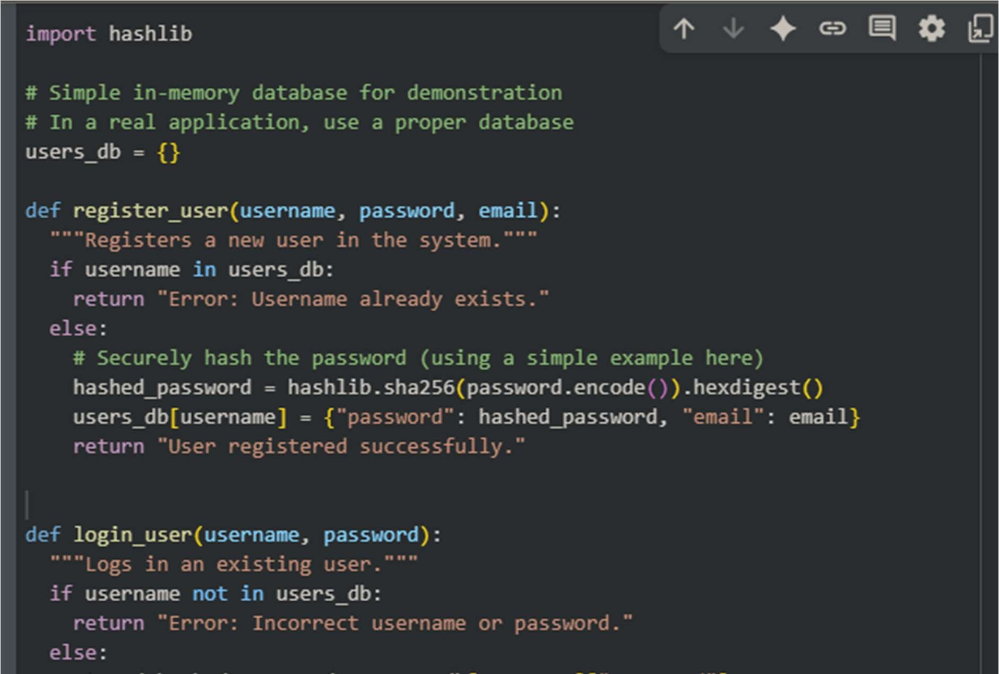 import hashlib
# Simple in-memory database for demonstration
# In a real application, use a proper database
users_db = {}
def register_user(username, password, email):
  """Registers a new user in the system."""
  if username in users_db:
    return "Error: Username already exists."
  else:
    # Securely hash the password (using a simple example here)
    hashed_password = hashlib.sha256(password.encode()).hexdigest()
    users_db[username] = {"password": hashed_password, "email": email}
    return "User registered successfully."
def login_user(username, password):
  """Logs in an existing user."""
  if username not in users_db:
    return "Error: Incorrect username or password."
  else: